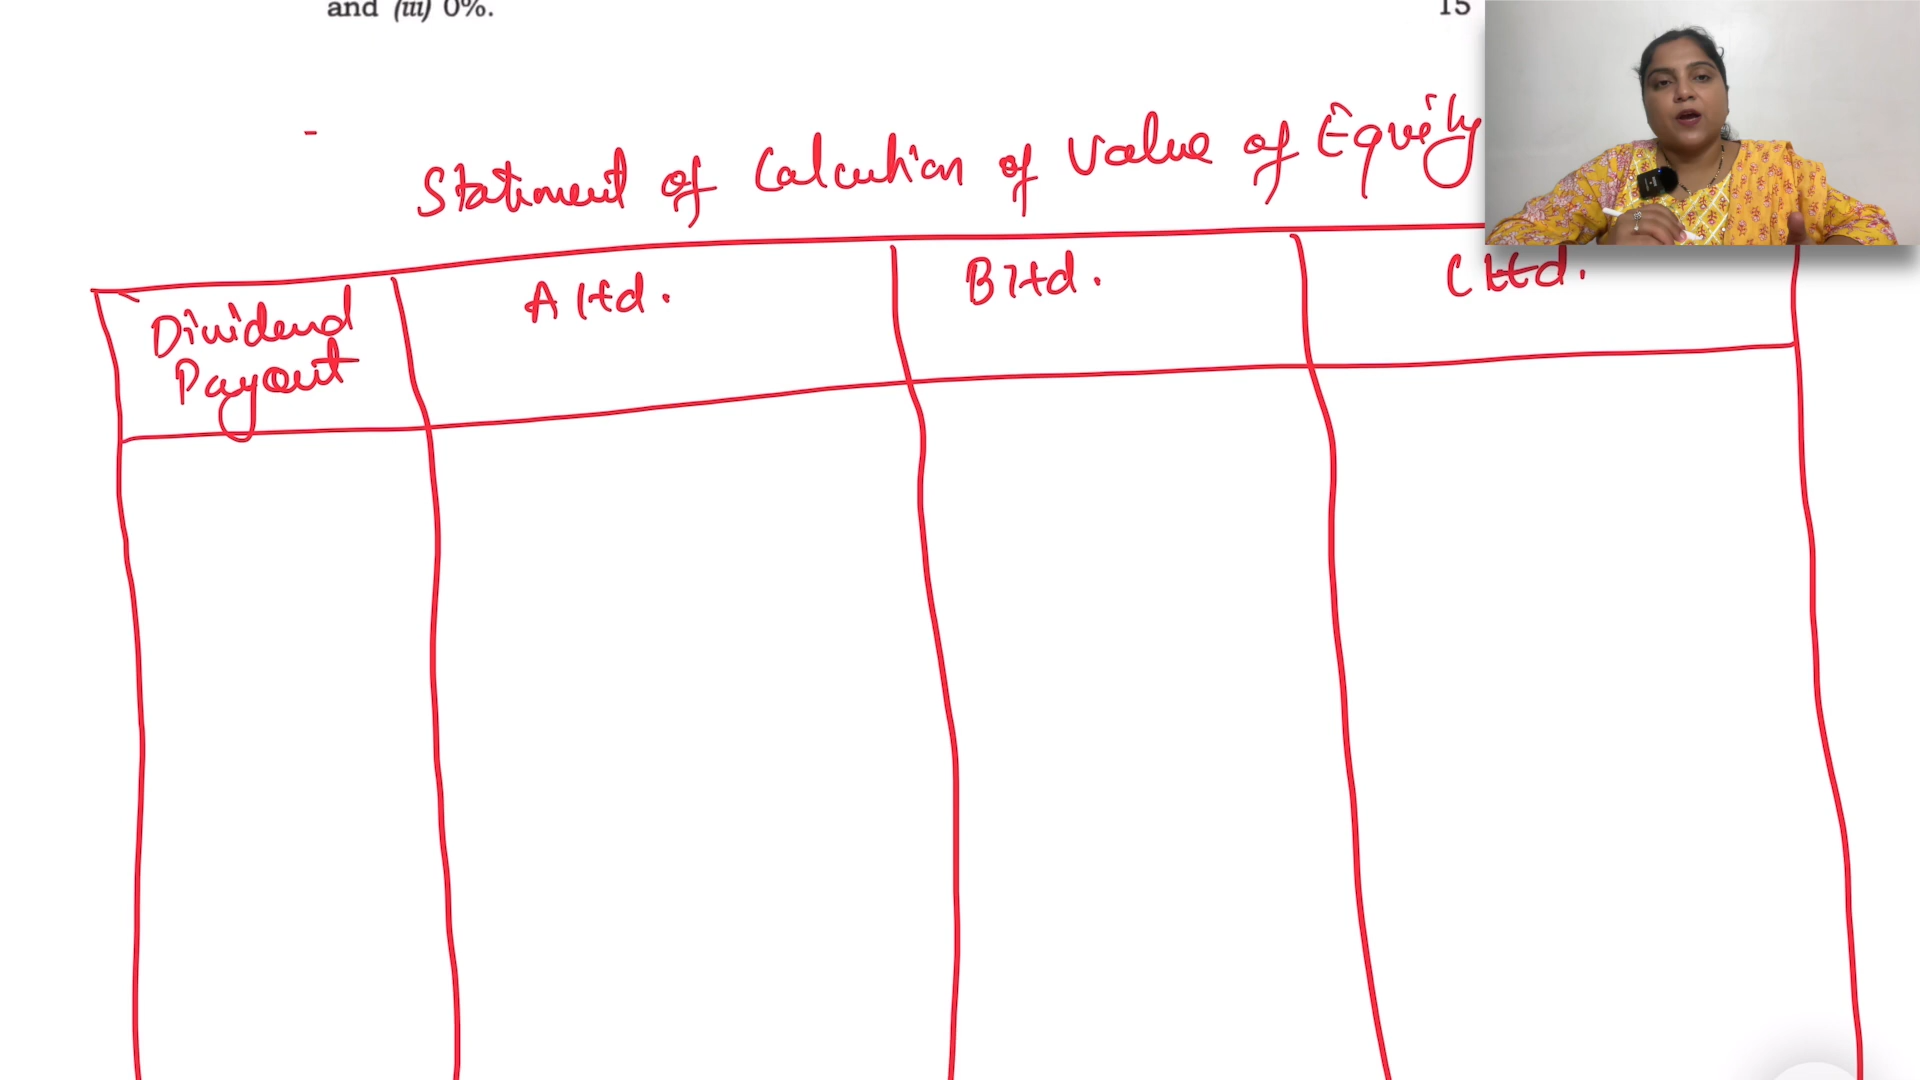 and (iii) 0%.
15
Statement of Calculation of Value of Equity
Dividend
Payout
A ltd.
B ltd.
C Ltd.